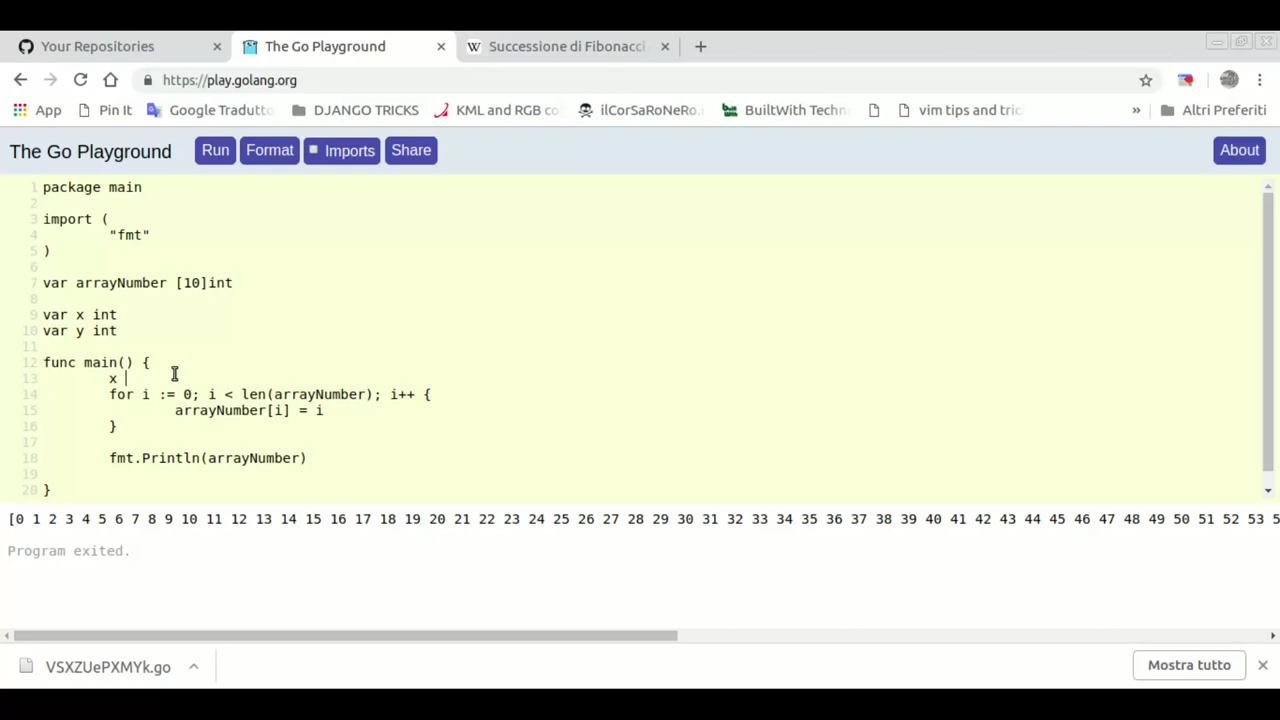 Your Repositories The Go Playground Successione di Fibonacci
https://play.golang.org
App Pin It Google Tradutto DJANGO TRICKS KML and RGB co ilCorSaRoNeRo. BuiltWith Techn vim tips and tric » Altri Preferiti
The Go Playground Run Format Imports Share About
1 package main
2
3 import (
4 "fmt"
5 )
6
7 var arrayNumber [10]int
8
9 var x int
10 var y int
11
12 func main() {
13 x
14 for i := 0; i < len(arrayNumber); i++ {
15 arrayNumber[i] = i
16 }
17
18 fmt.Println(arrayNumber)
19
20 }
[0 1 2 3 4 5 6 7 8 9 10 11 12 13 14 15 16 17 18 19 20 21 22 23 24 25 26 27 28 29 30 31 32 33 34 35 36 37 38 39 40 41 42 43 44 45 46 47 48 49 50 51 52 53 5
Program exited.
VSXZUePXMYk.go Mostra tutto